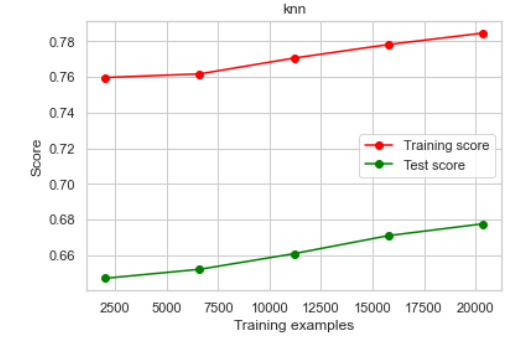 knn
0.78
0.76
0.74
0.72
0.70
0.68
0.66
Score
Training score
Test score
2500 5000 7500 10000 12500 15000 17500 20000
Training examples